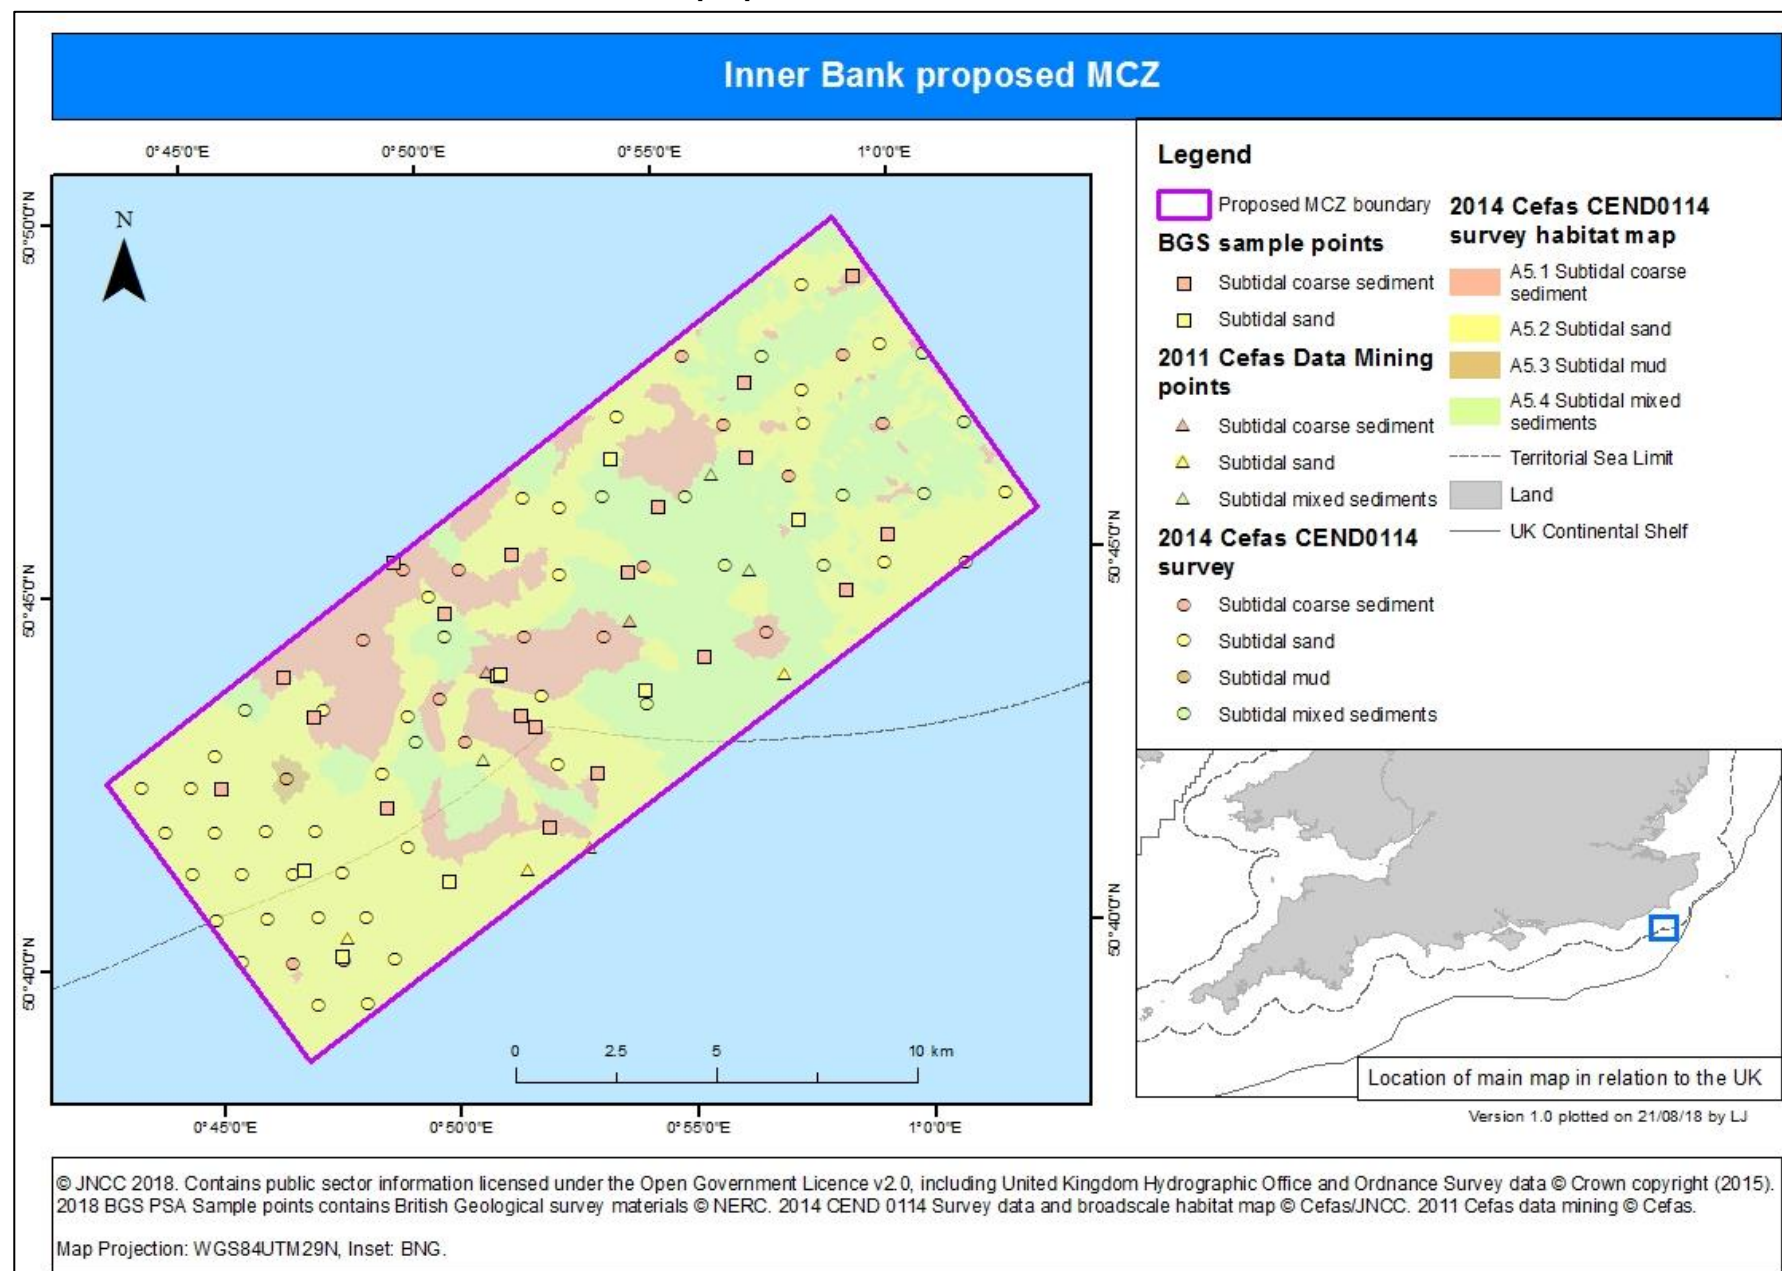 Inner Bank proposed MCZ
0°45'0"E
0°50'0"E
0°55'0"E
1°0'0"E
50°50'0"N
50°45'0"N
50°40'0"N
N
50°45'0"N
50°40'0"N
0
2.5
5
10 km
0°45'0"E
0°50'0"E
0°55'0"E
1°0'0"E
Legend
Proposed MCZ boundary
BGS sample points
Subtidal coarse sediment
Subtidal sand
2011 Cefas Data Mining
points
Subtidal coarse sediment
Subtidal sand
Subtidal mixed sediments
2014 Cefas CEND0114
survey
Subtidal coarse sediment
Subtidal sand
Subtidal mud
Subtidal mixed sediments
2014 Cefas CEND0114
survey habitat map
A5.1 Subtidal coarse
sediment
A5.2 Subtidal sand
A5.3 Subtidal mud
A5.4 Subtidal mixed
sediments
Territorial Sea Limit
Land
UK Continental Shelf
Location of main map in relation to the UK
Version 1.0 plotted on 21/08/18 by LJ
© JNCC 2018. Contains public sector information licensed under the Open Government Licence v2.0, including United Kingdom Hydrographic Office and Ordnance Survey data © Crown copyright (2015).
2018 BGS PSA Sample points contains British Geological survey materials © NERC. 2014 CEND 0114 Survey data and broadscale habitat map © Cefas/JNCC. 2011 Cefas data mining © Cefas.
Map Projection: WGS84UTM29N, Inset: BNG.